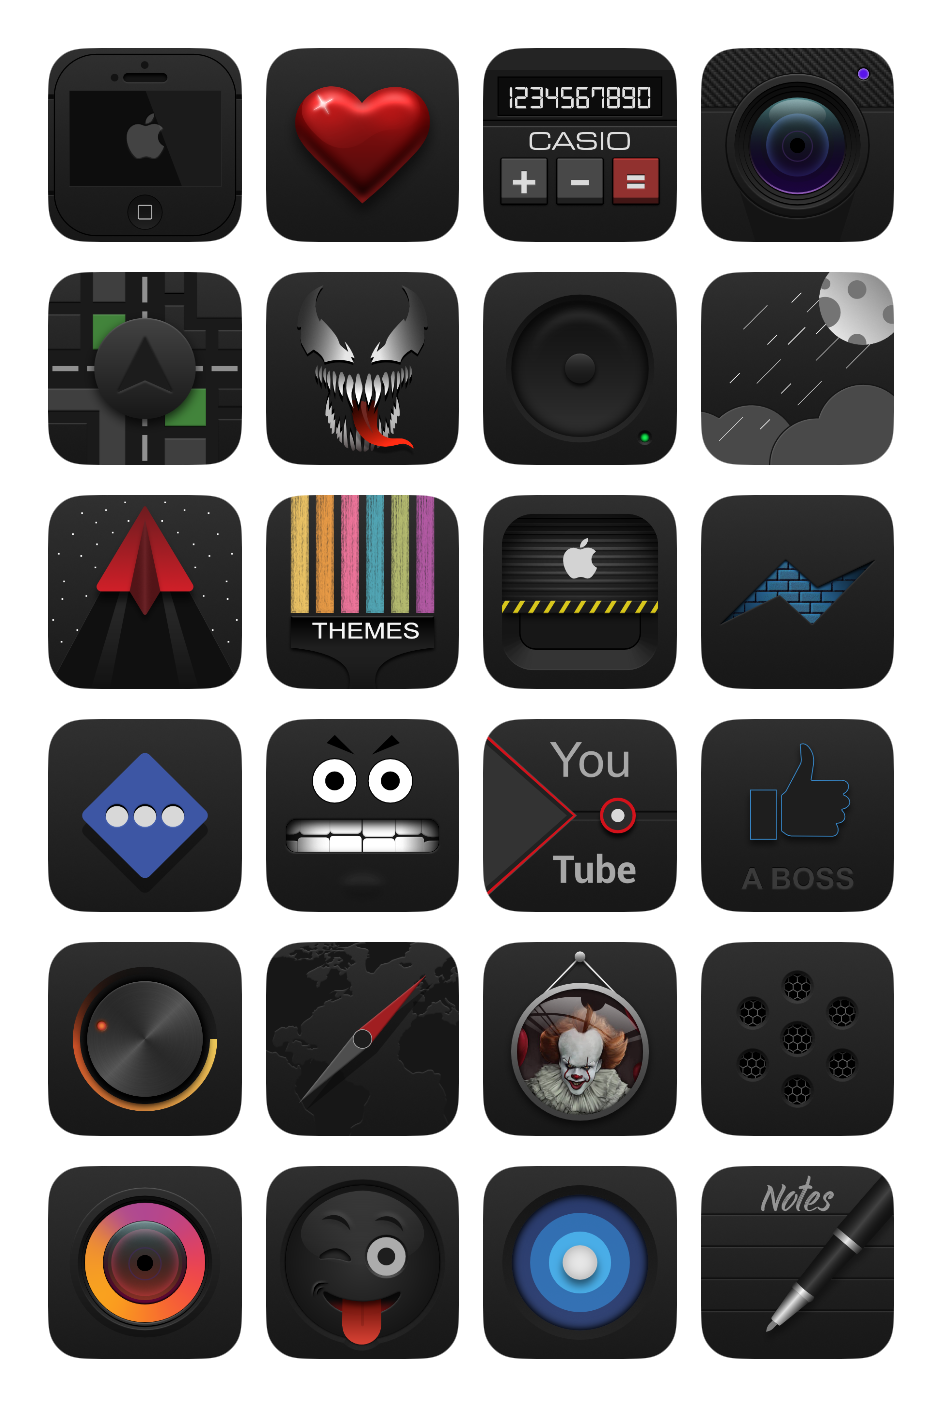 1234567890
CASIO
+ - =
THEMES
You
Tube
A BOSS
Notes